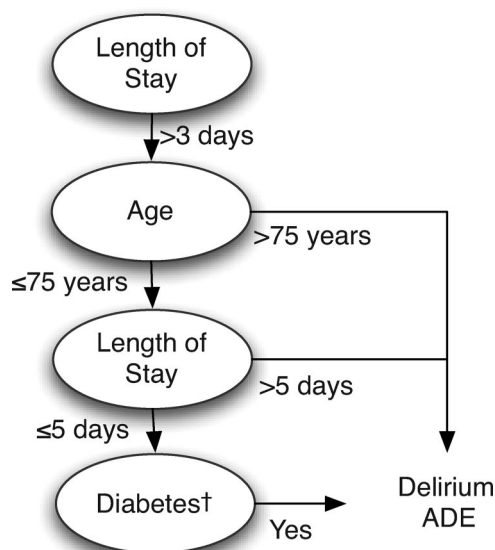 Length of
Stay
>3 days
Age
>75 years
≤75 years
Length of
Stay
>5 days
≤5 days
Diabetes†
Yes
Delirium
ADE